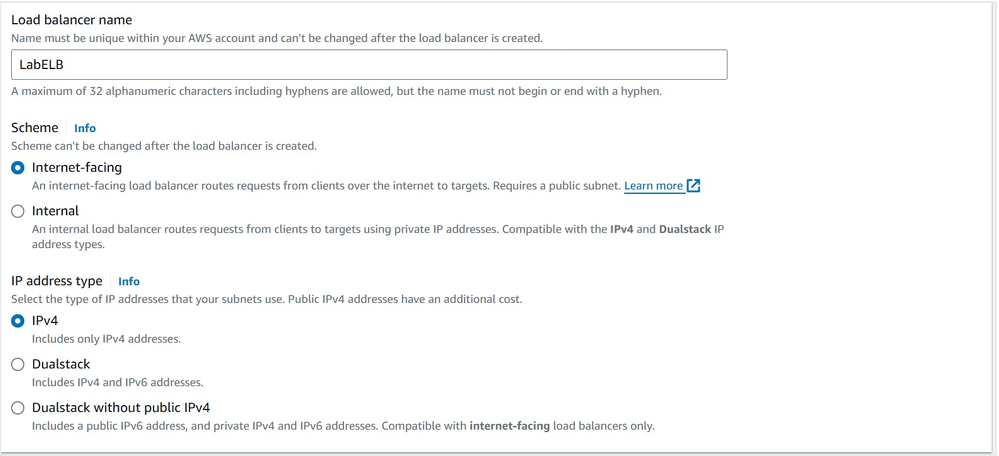 Load balancer name
Name must be unique within your AWS account and can't be changed after the load balancer is created.
LabELB
A maximum of 32 alphanumeric characters including hyphens are allowed, but the name must not begin or end with a hyphen.
Scheme Info
Scheme can't be changed after the load balancer is created.
Internet-facing
An internet-facing load balancer routes requests from clients over the internet to targets. Requires a public subnet. Learn more
Internal
An internal load balancer routes requests from clients to targets using private IP addresses. Compatible with the IPv4 and Dualstack IP
address types.
IP address type Info
Select the type of IP addresses that your subnets use. Public IPv4 addresses have an additional cost.
IPv4
Includes only IPv4 addresses.
Dualstack
Includes IPv4 and IPv6 addresses.
Dualstack without public IPv4
Includes a public IPv6 address, and private IPv4 and IPv6 addresses. Compatible with internet-facing load balancers only.